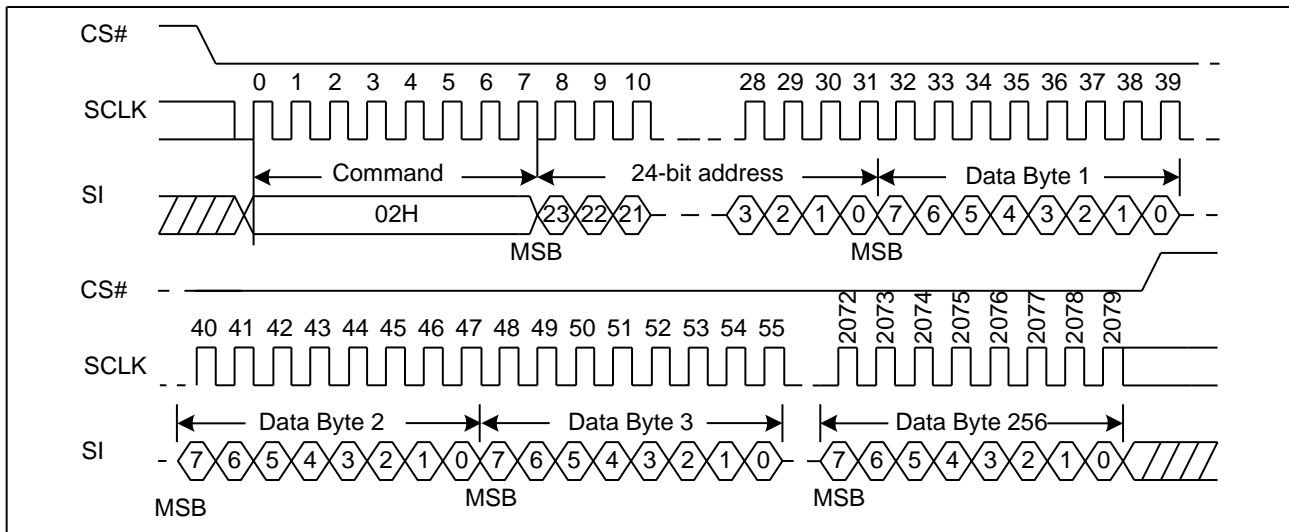 CS#
0 1 2 3 4 5 6 7 8 9 10 28 29 30 31 32 33 34 35 36 37 38 39
SCLK
Command 24-bit address Data Byte 1
SI
02H 23 22 21 3 2 1 0 7 6 5 4 3 2 1 0
MSB MSB
CS#
40 41 42 43 44 45 46 47 48 49 50 51 52 53 54 55 2072 2073 2074 2075 2076 2077 2078 2079
SCLK
Data Byte 2 Data Byte 3 Data Byte 256
SI
7 6 5 4 3 2 1 0 7 6 5 4 3 2 1 0 7 6 5 4 3 2 1 0
MSB MSB MSB